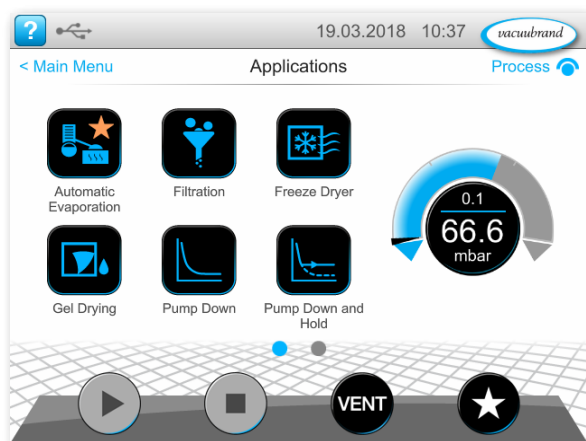 ?
19.03.2018 10:37
vacuubrand
< Main Menu
Applications
Process
Automatic
Evaporation
Filtration
Freeze Dryer
0.1
66.6
mbar
Gel Drying
Pump Down
Pump Down and
Hold
VENT